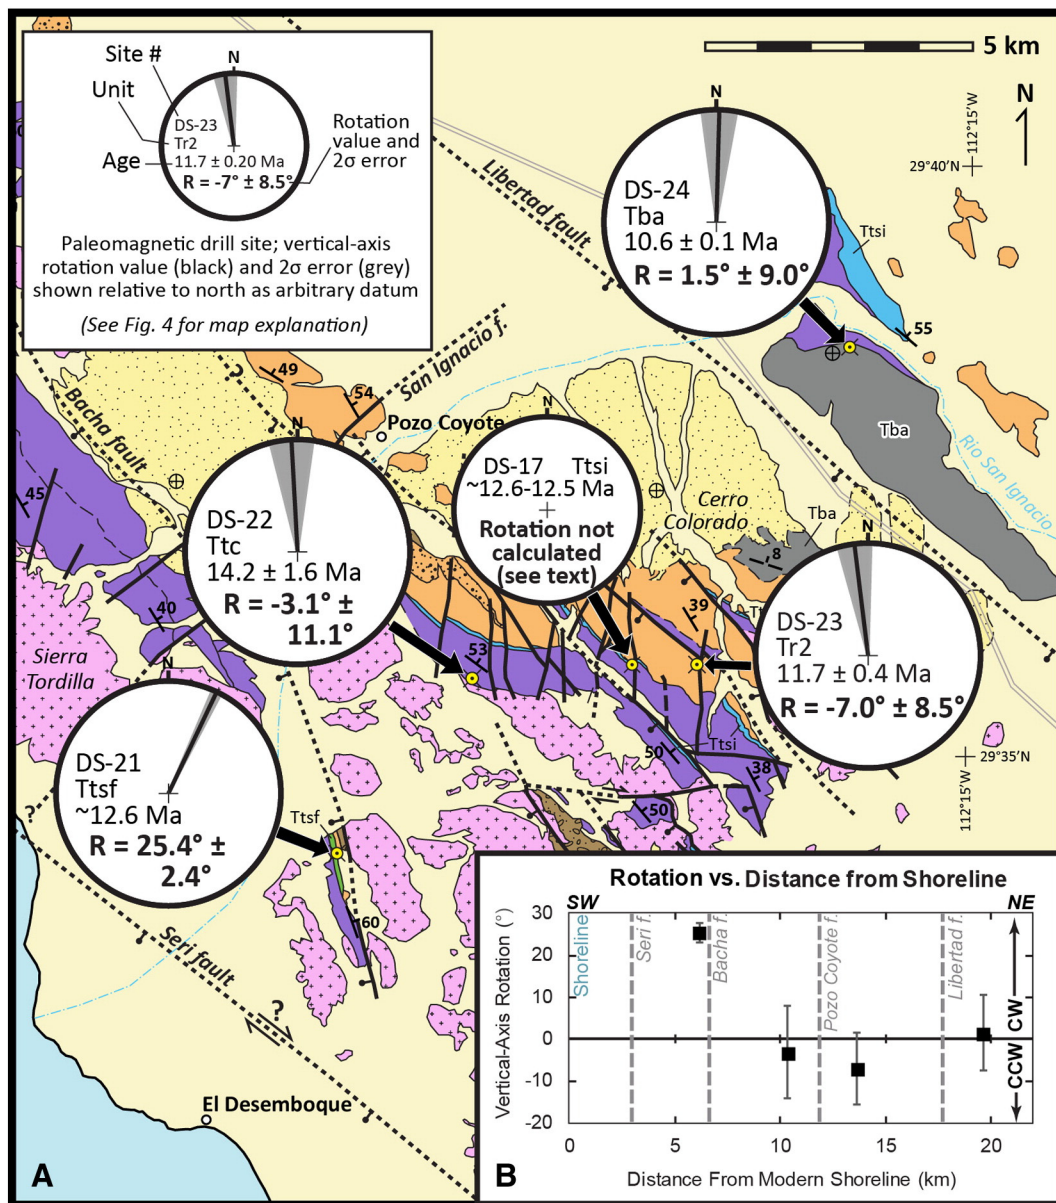 Site #
N
Unit
DS-23
Tr2
Age
11.7 ± 0.20 Ma
R = -7° ± 8.5°
Rotation
value and
2σ error
Paleomagnetic drill site; vertical-axis
rotation value (black) and 2σ error (grey)
shown relative to north as arbitrary datum
(See Fig. 4 for map explanation)
5 km
N
112°15'W
29°40'N
Libertad fault
N
DS-24
Tba
10.6 ± 0.1 Ma
R = 1.5° ± 9.0°
Ttsi
55
?
49
54
San Ignacio f.
Pozo Coyote
Bacha fault
?
Tba
Rio San Ignacio
45
N
DS-22
Ttc
14.2 ± 1.6 Ma
R = -3.1° ±
11.1°
N
DS-17 Ttsi
~12.6-12.5 Ma
Rotation not
calculated
(see text)
Cerro
Colorado
Tba
8
N
DS-23
Tr2
11.7 ± 0.4 Ma
R = -7.0° ± 8.5°
40
39
53
Sierra
Tordilla
N
DS-21
Ttsf
~12.6 Ma
R = 25.4° ±
2.4°
Ttsi
50
38
50
29°35'N
112°15'W
?
Ttsf
60
Seri fault
?
El Desemboque
A
Rotation vs. Distance from Shoreline
SW
NE
Vertical-Axis Rotation (°)
30
20
10
0
-10
-20
Shoreline
Seri f.
Bacha f.
Pozo Coyote f.
Libertad f.
CW
CCW
0
5
10
15
20
Distance From Modern Shoreline (km)
B